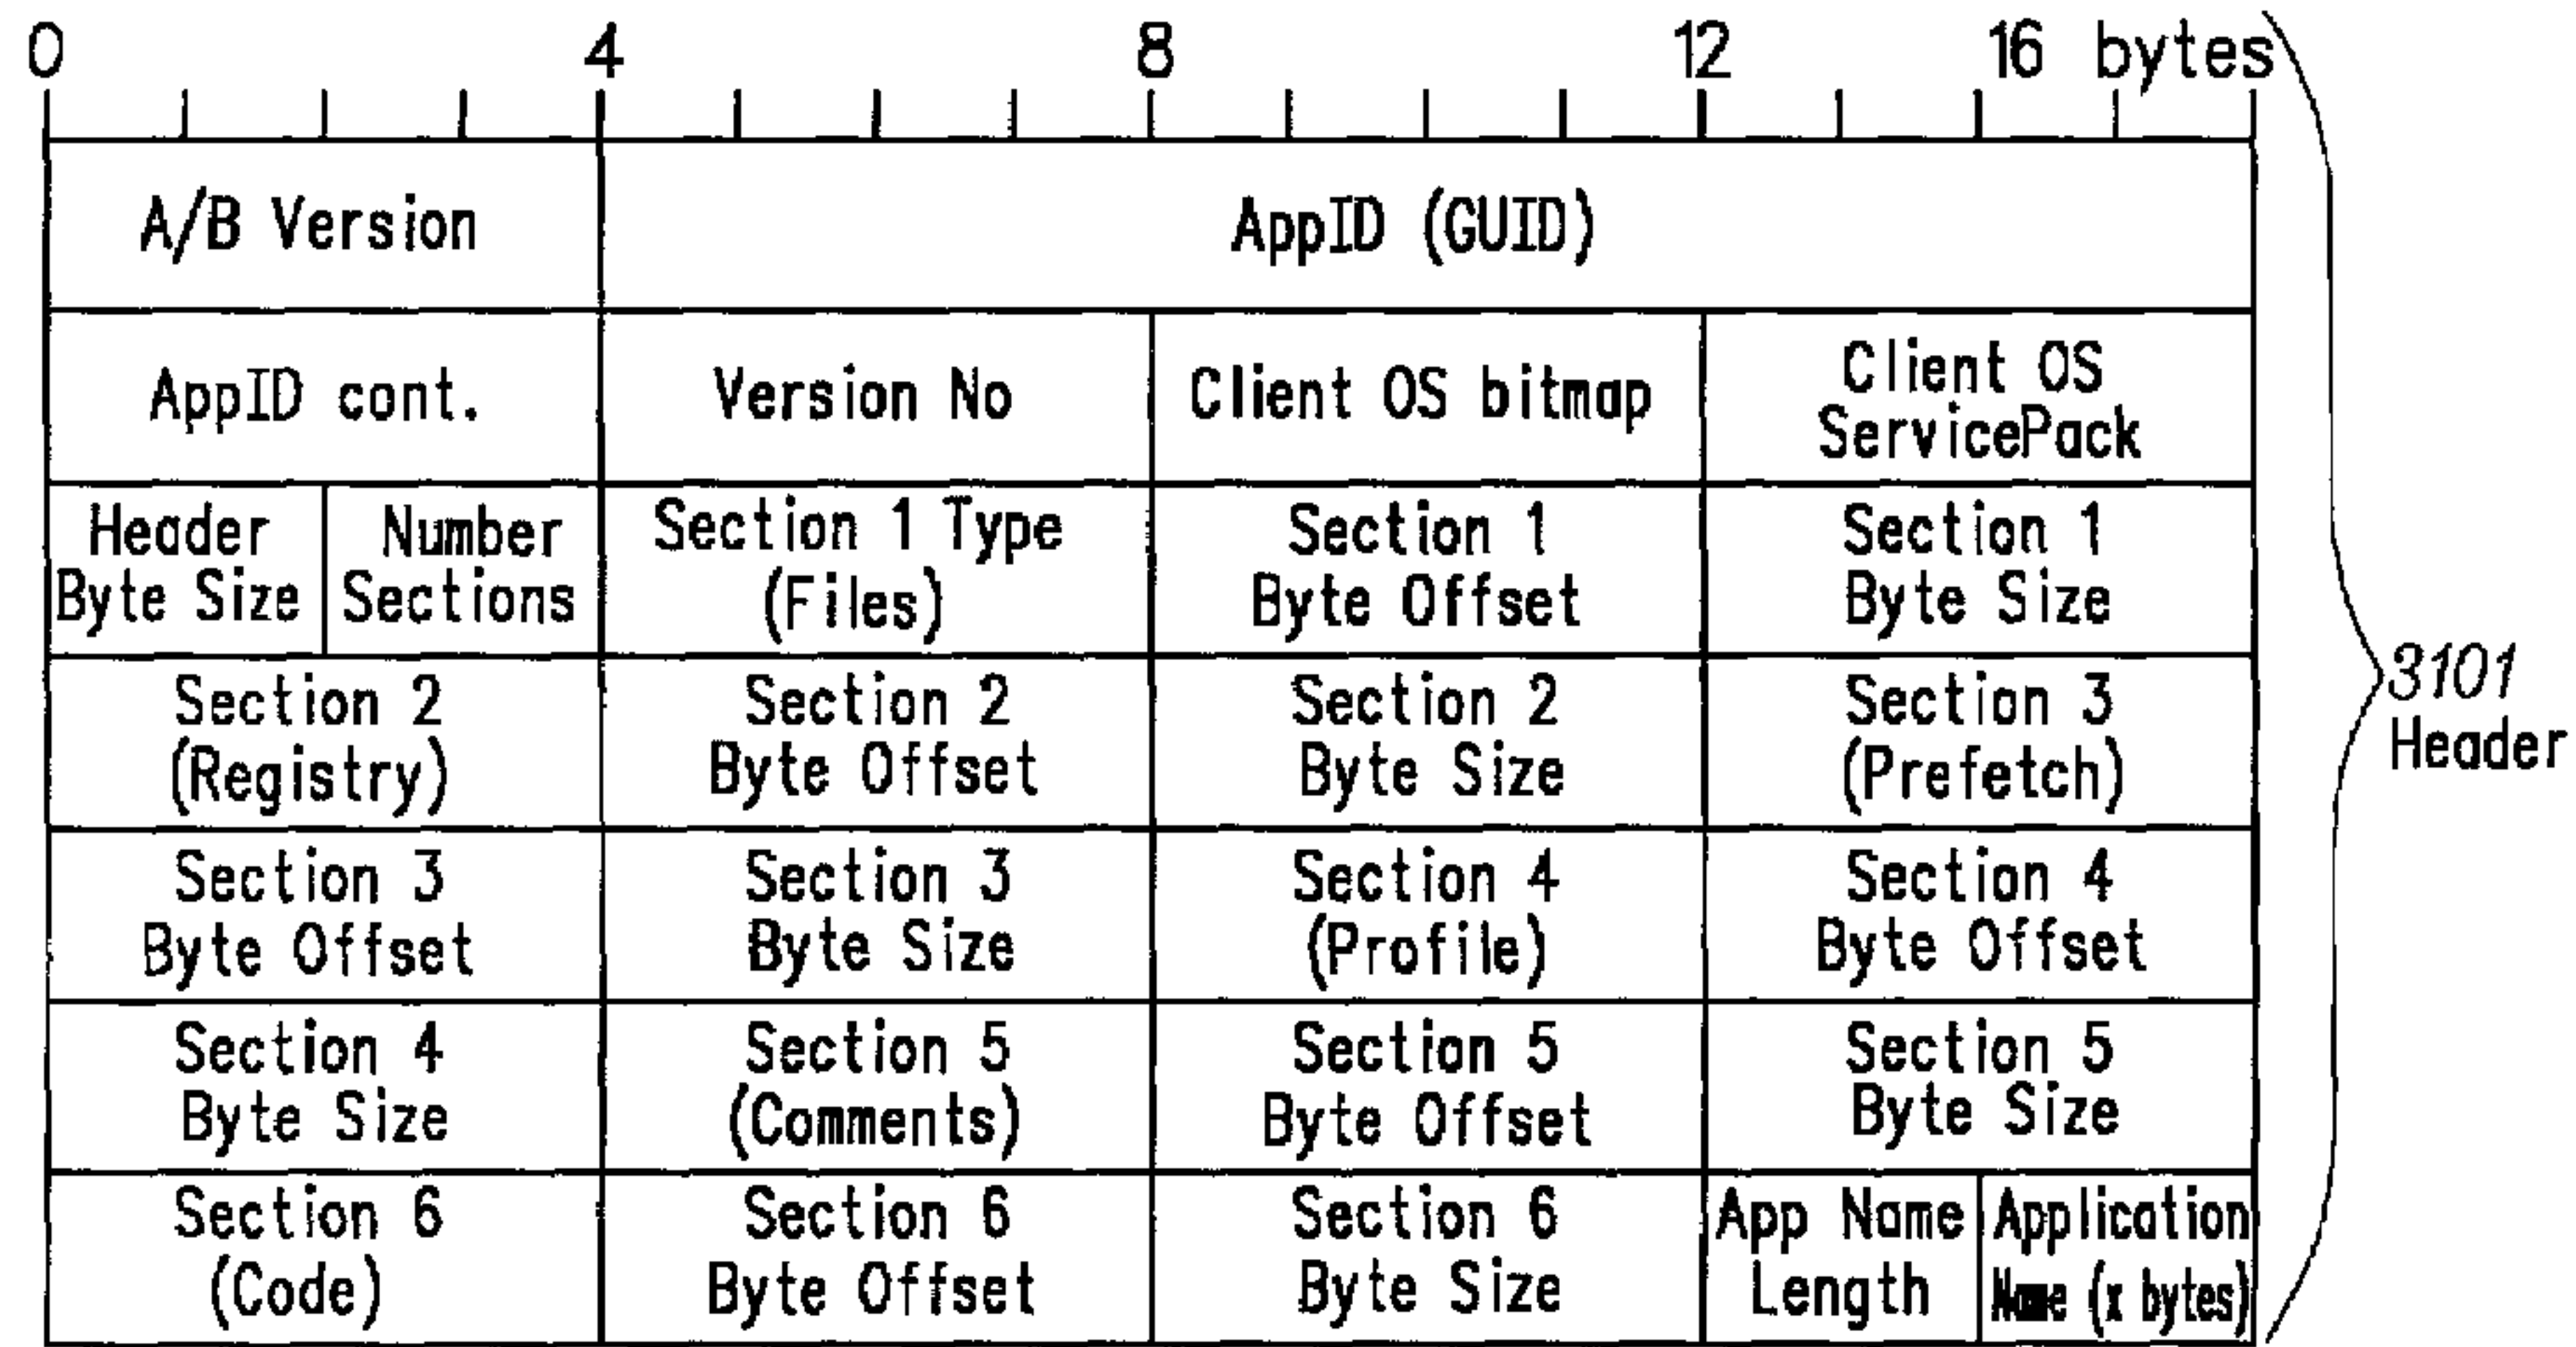 0 4 8 12 16 bytes
A/B Version AppID (GUID)
AppID cont. Version No Client OS bitmap Client OS
ServicePack
Header
Byte Size
Number
Sections
Section 1 Type
(Files)
Section 1
Byte Offset
Section 1
Byte Size
Section 2
(Registry)
Section 2
Byte Offset
Section 2
Byte Size
Section 3
(Prefetch)
Section 3
Byte Offset
Section 3
Byte Size
Section 4
(Profile)
Section 4
Byte Offset
Section 4
Byte Size
Section 5
(Comments)
Section 5
Byte Offset
Section 5
Byte Size
Section 6
(Code)
Section 6
Byte Offset
Section 6
Byte Size
App Name
Length
Application
Name (x bytes)
3101
Header